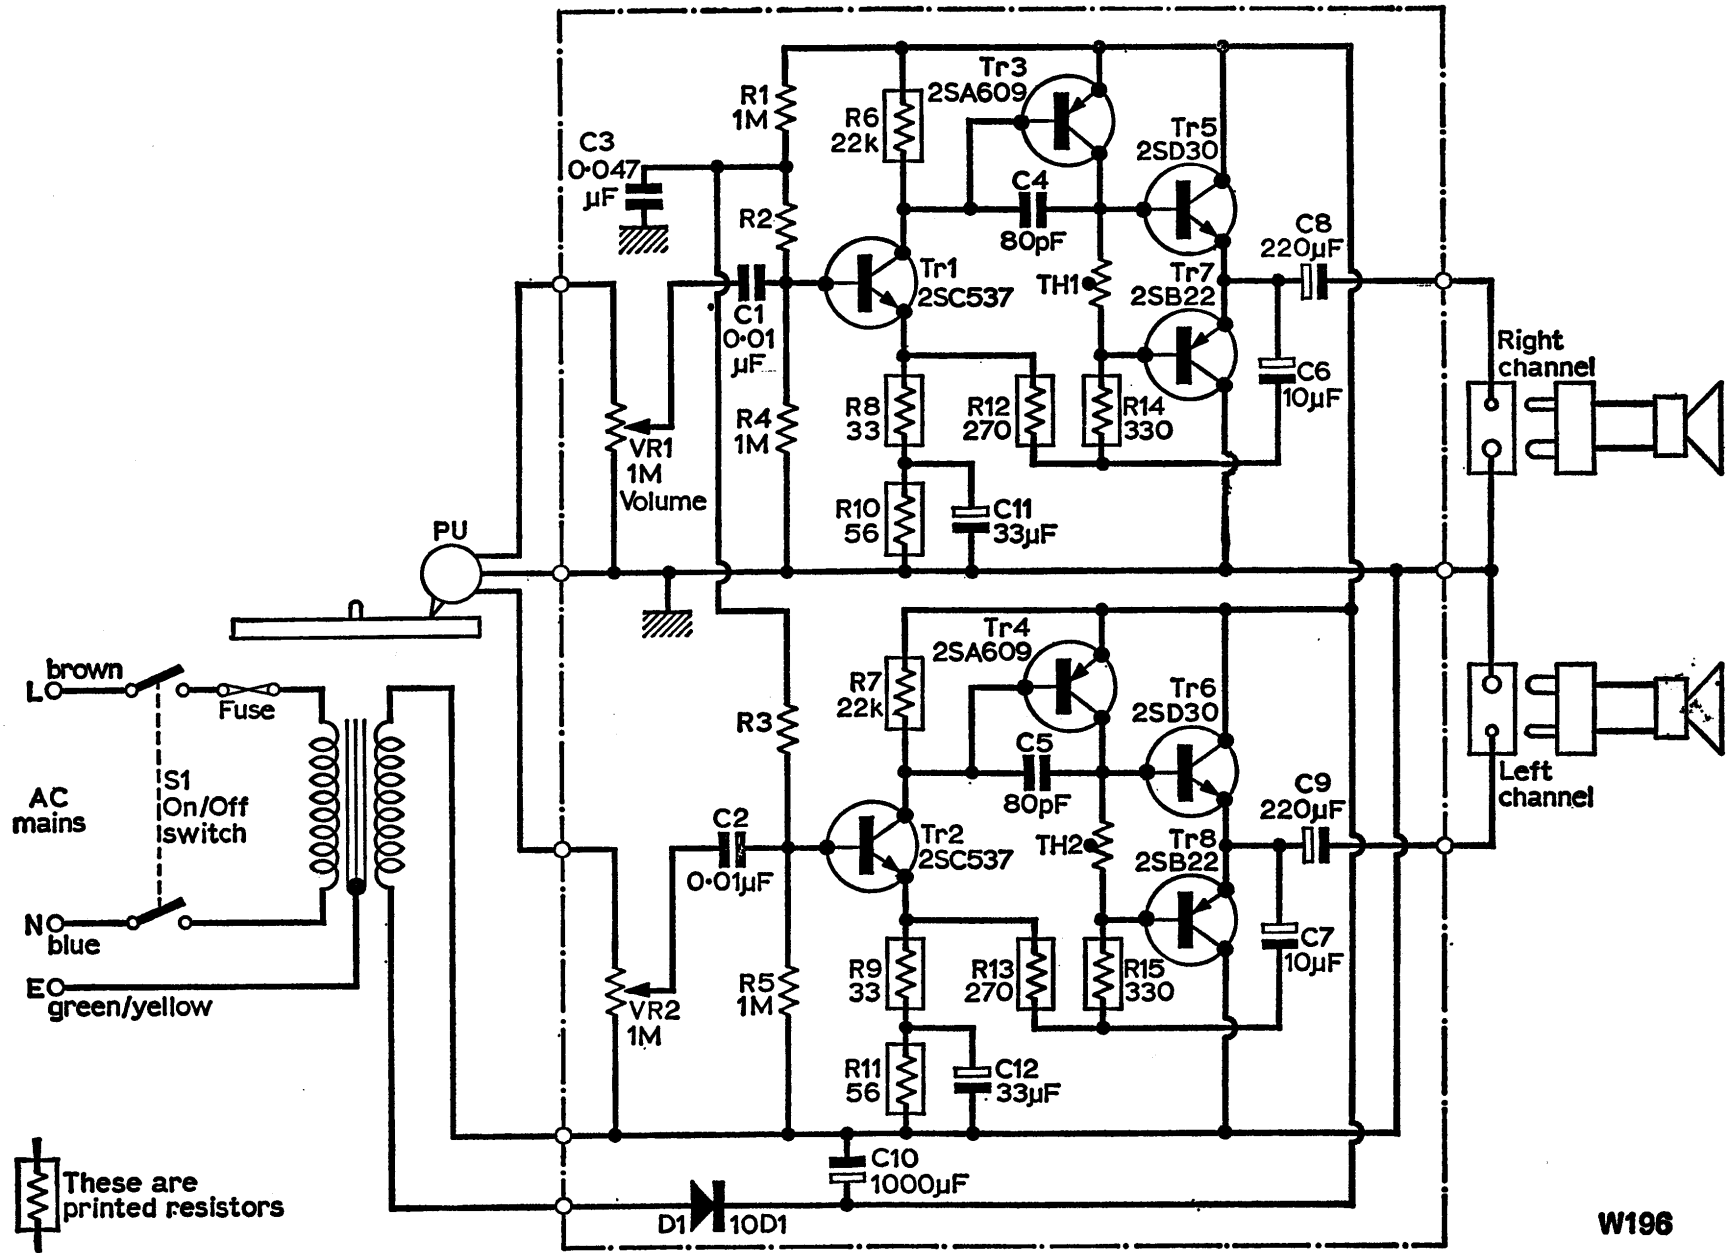 R1
1M
C3
0·047
µF
R2
R6
22k
Tr3
2SA609
Tr5
2SD30
C4
80pF
C8
220µF
Tr1
2SC537
TH1
Tr7
2SB22
C1
0·01
µF
Right
channel
VR1
1M
Volume
R4
1M
R8
33
R12
270
R14
330
C6
10µF
R10
56
C11
33µF
PU
brown
L
Fuse
S1
On/Off
switch
AC
mains
N
blue
E
green/yellow
R3
R7
22k
Tr4
2SA609
Tr6
2SD30
C5
80pF
C9
220µF
Left
channel
C2
0·01µF
Tr2
2SC537
TH2
Tr8
2SB22
VR2
1M
R5
1M
R9
33
R13
270
R15
330
C7
10µF
R11
56
C12
33µF
C10
1000µF
D1
10D1
These are
printed resistors
W196